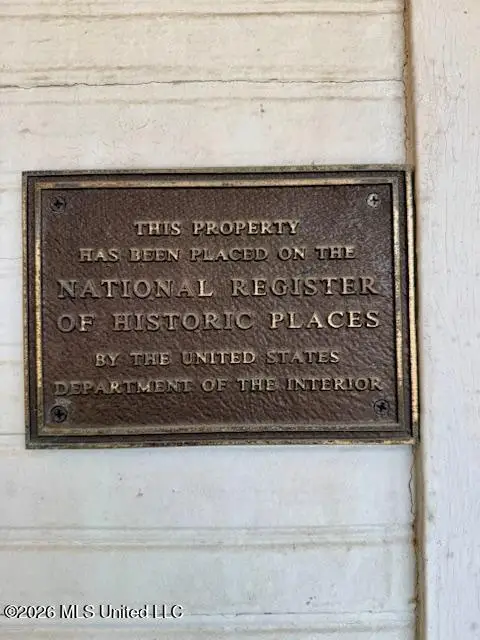 THIS PROPERTY
HAS BEEN PLACED ON THE
NATIONAL REGISTER
OF HISTORIC PLACES
BY THE UNITED STATES
DEPARTMENT OF THE INTERIOR
©2026 MLS United LLC